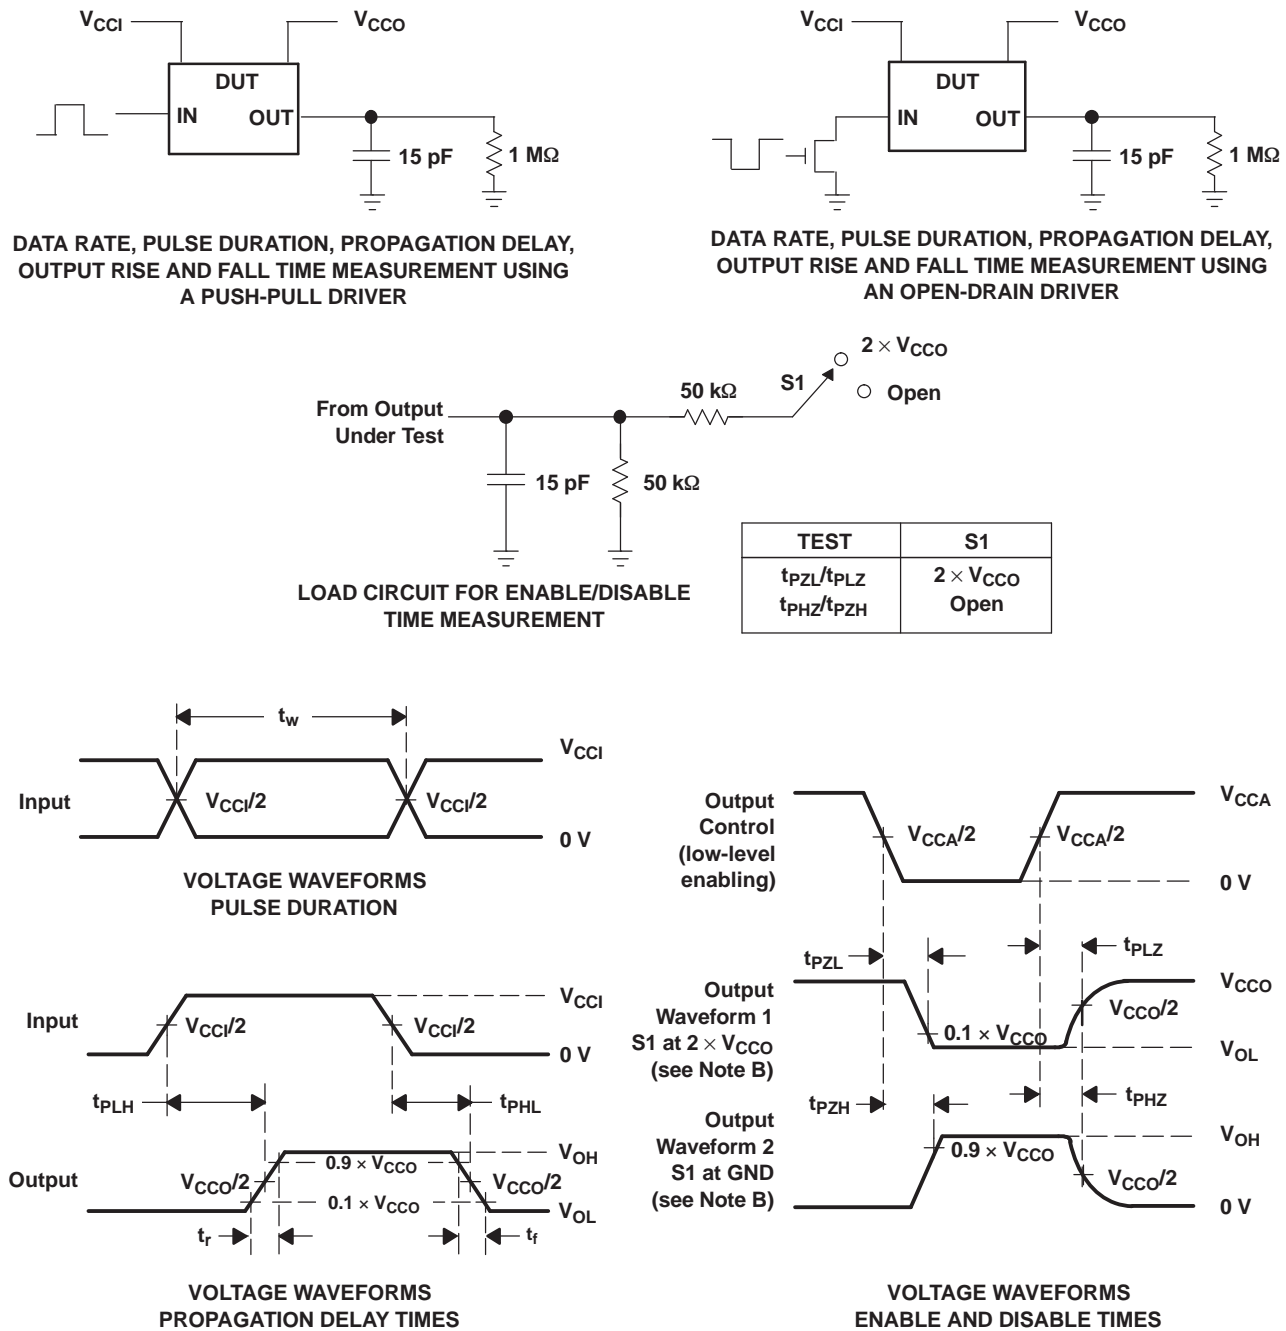 VCCI
VCCO
DUT
IN
OUT
15 pF
1 MΩ
DATA RATE, PULSE DURATION, PROPAGATION DELAY,
OUTPUT RISE AND FALL TIME MEASUREMENT USING
A PUSH-PULL DRIVER
VCCI
VCCO
DUT
IN
OUT
15 pF
1 MΩ
DATA RATE, PULSE DURATION, PROPAGATION DELAY,
OUTPUT RISE AND FALL TIME MEASUREMENT USING
AN OPEN-DRAIN DRIVER
From Output
Under Test
15 pF
50 kΩ
50 kΩ
S1
2 × VCCO
Open
LOAD CIRCUIT FOR ENABLE/DISABLE
TIME MEASUREMENT
TEST S1
tPZL/tPLZ 2 × VCCO
tPHZ/tPZH Open
tw
Input
VCCI/2
VCCI/2
VCCI
0 V
VOLTAGE WAVEFORMS
PULSE DURATION
Input
VCCI/2
VCCI/2
VCCI
0 V
tPLH
tPHL
Output
VCCO/2
0.9 × VCCO
0.1 × VCCO
VCCO/2
VOH
VOL
tr
tf
VOLTAGE WAVEFORMS
PROPAGATION DELAY TIMES
Output
Control
(low-level
enabling)
VCCA/2
VCCA/2
VCCA
0 V
tPZL
tPLZ
Output
Waveform 1
S1 at 2 × VCCO
(see Note B)
0.1 × VCCO
VCCO/2
VCCO
VOL
tPZH
tPHZ
Output
Waveform 2
S1 at GND
(see Note B)
0.9 × VCCO
VCCO/2
VOH
0 V
VOLTAGE WAVEFORMS
ENABLE AND DISABLE TIMES